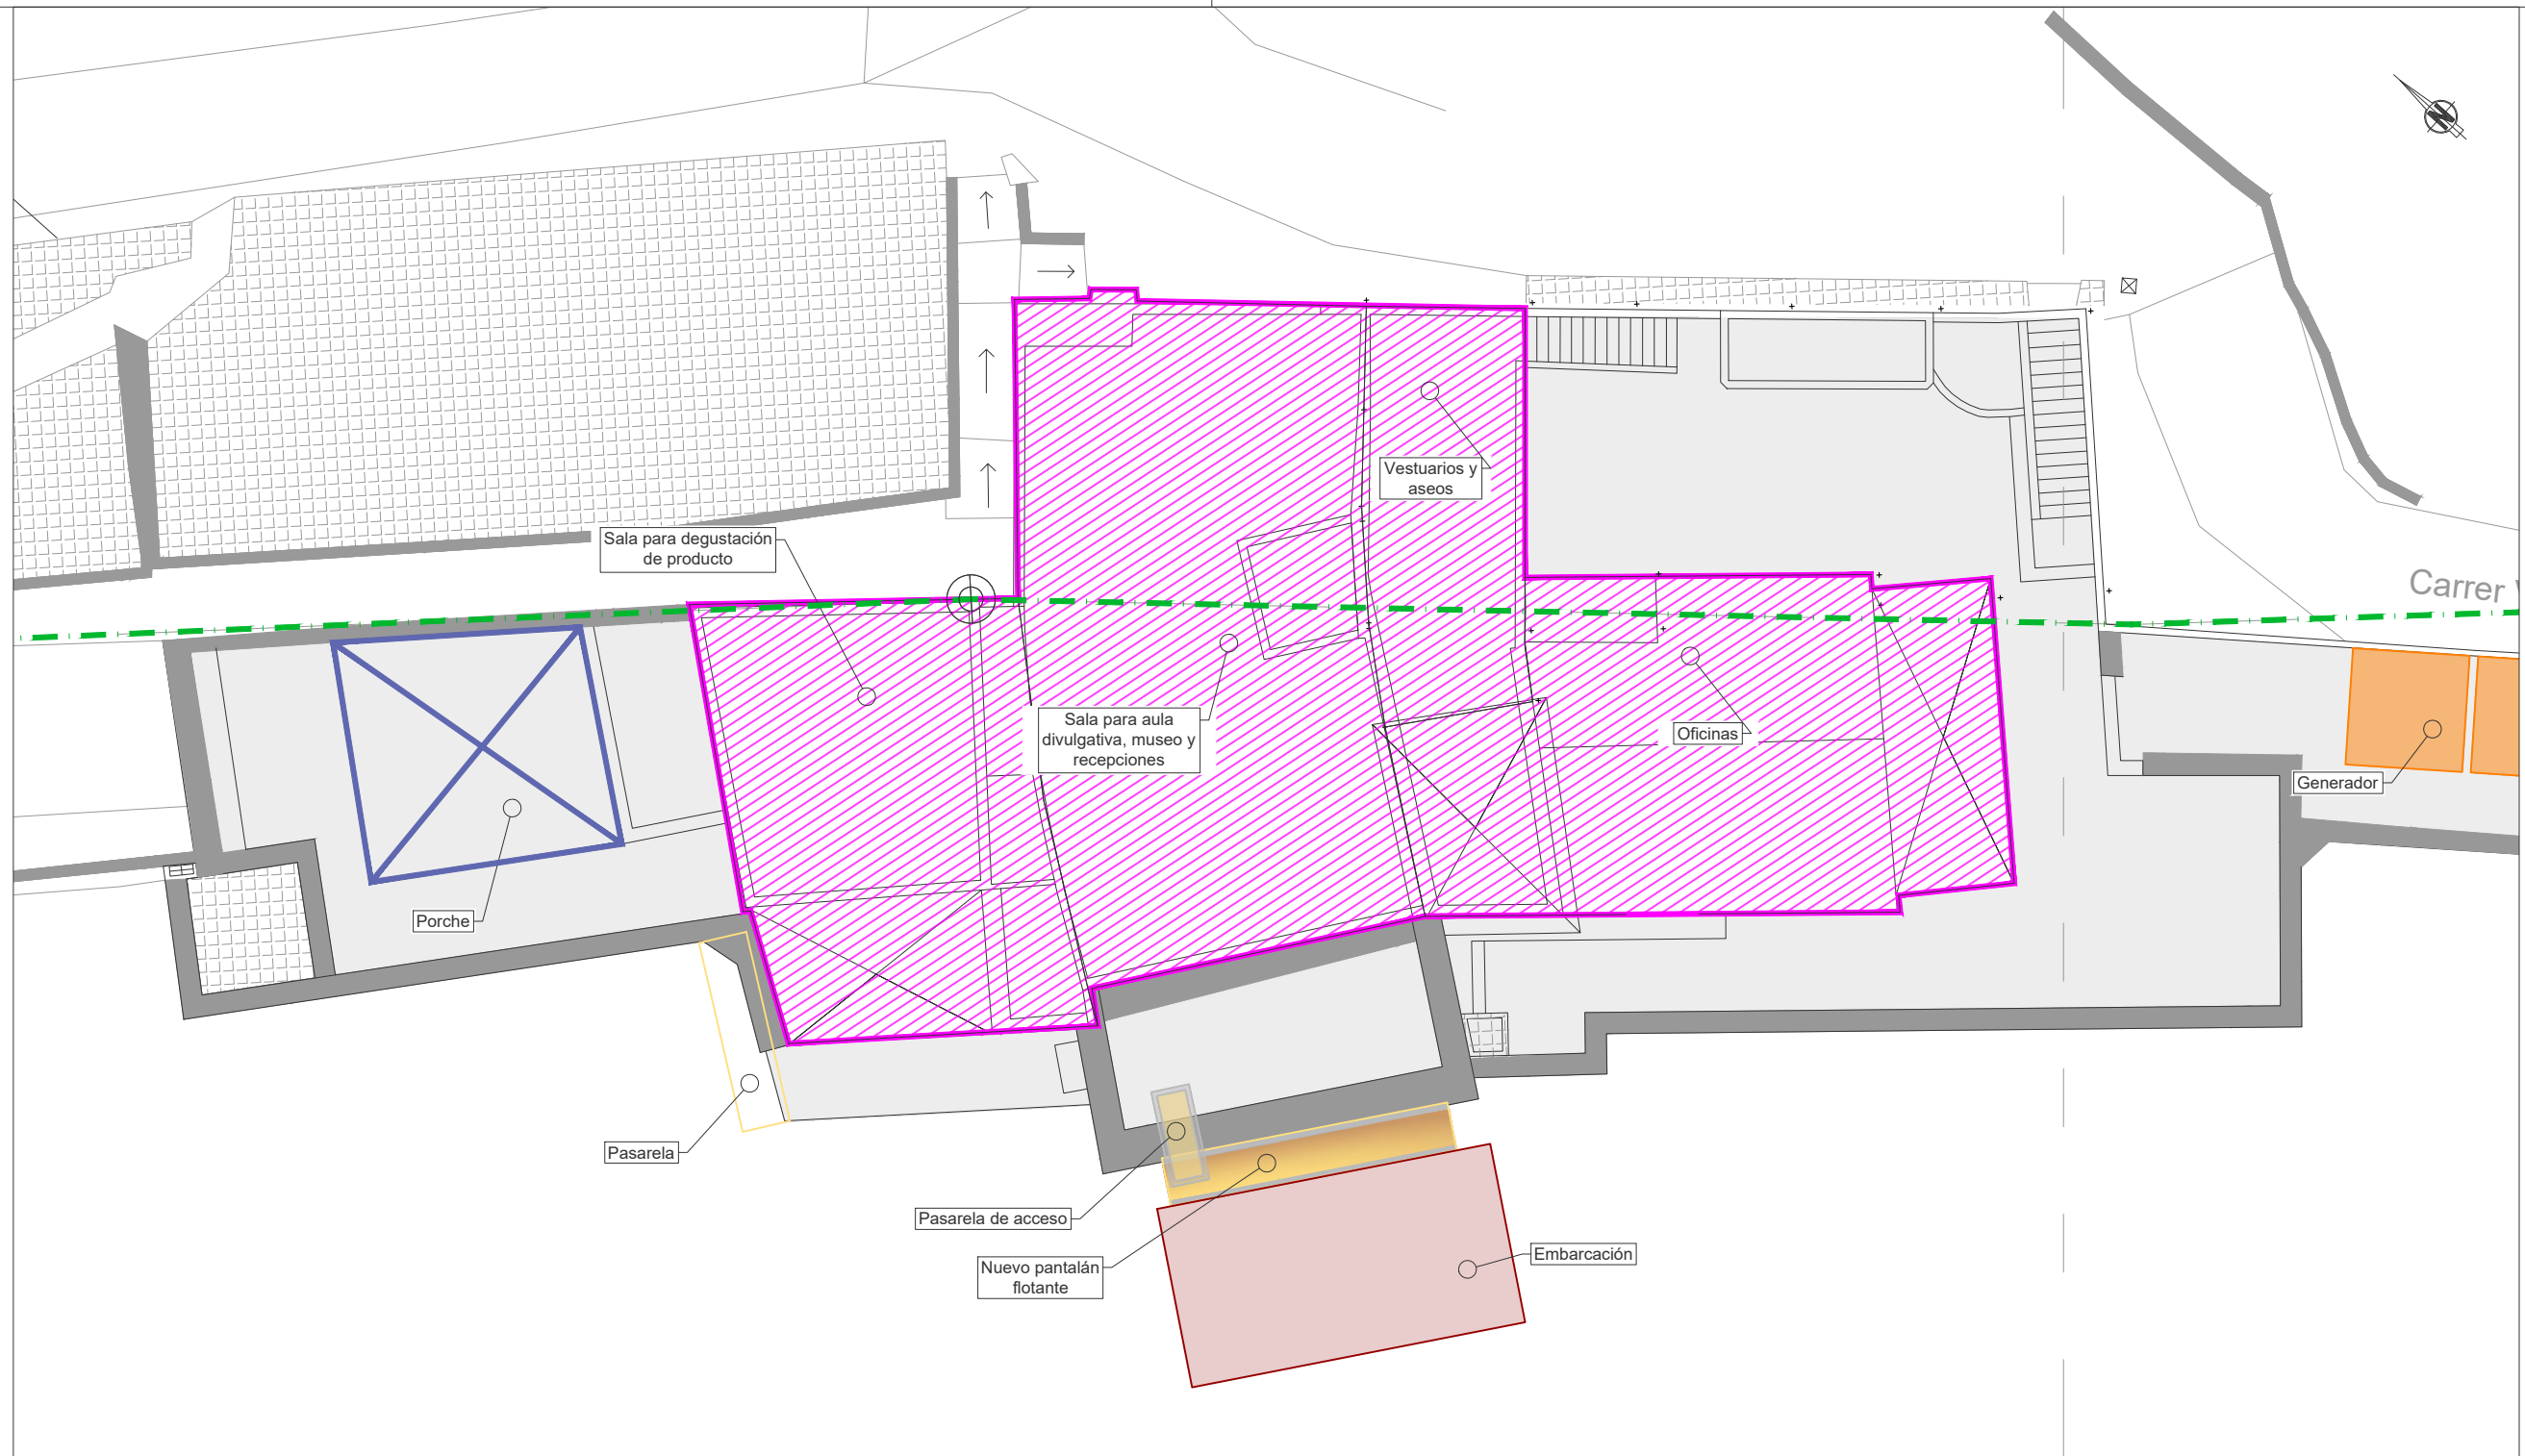 Vestuarios y
aseos
Sala para degustación
de producto
Carrer
Sala para aula
divulgativa, museo y
recepciones
Oficinas
Generador
Porche
Pasarela
Pasarela de acceso
Nuevo pantalán
flotante
Embarcación
N